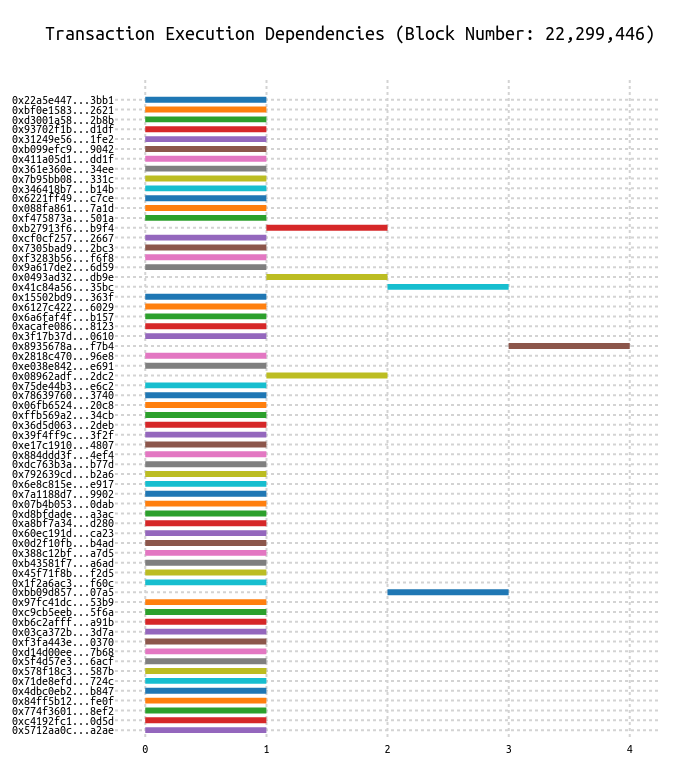 Transaction Execution Dependencies (Block Number: 22,299,446)
0x22a5e447...3bb1
0xbf0e1583...2621
0xd3001a58...2b8b
0x93702f1b...d1df
0x31249e56...1fe2
0xb099efc9...9042
0x411a05d1...dd1f
0x361e360e...34ee
0x7b95bb08...331c
0x346418b7...b14b
0x6221ff49...c7ce
0x088fa861...7a1d
0xf475873a...501a
0xb27913f6...b9f4
0xcf0cf257...2667
0x7305bad9...2bc3
0xf3283b56...f6f8
0x9a617de2...6d59
0x0493ad32...db9e
0x41c84a56...35bc
0x15502bd9...363f
0x6127c422...6029
0x6a6faf4f...b157
0xacafe086...8123
0x3f17b37d...0610
0x8935678a...f7b4
0x2818c470...96e8
0xe038e842...e691
0x08962adf...2dc2
0x75de44b3...e6c2
0x78639760...3740
0x06fb6524...20c8
0xffb569a2...34cb
0x36d5d063...2deb
0x39f4ff9c...3f2f
0xe17c1910...4807
0x884ddd3f...4ef4
0xdc763b3a...b77d
0x792639cd...b2a6
0x6e8c815e...e917
0x7a1188d7...9902
0x07b4b053...0dab
0xd8bfdade...a3ac
0xa8bf7a34...d280
0x60ec191d...ca23
0x0d2f10fb...b4ad
0x388c12bf...a7d5
0xb43581f7...a6ad
0x45f71f8b...f2d5
0x1f2a6ac3...f60c
0xbb09d857...07a5
0x97fc41dc...53b9
0xc9cb5eeb...5f6a
0xb6c2afff...a91b
0x03ca372b...3d7a
0xf3fa443e...0370
0xd14d00ee...7b68
0x5f4d57e3...6acf
0x578f18c3...587b
0x71de8efd...724c
0x4dbc0eb2...b847
0x84ff5b12...fe0f
0x774f3601...8ef2
0xc4192fc1...0d5d
0x5712aa0c...a2ae
0 1 2 3 4